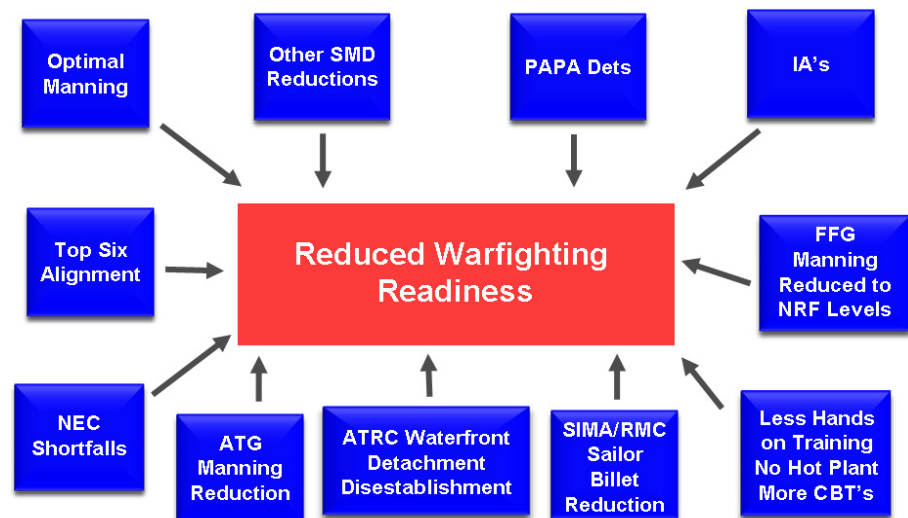 Optimal
Manning
Other SMD
Reductions
PAPA Dets
IA's
Top Six
Alignment
Reduced Warfighting
Readiness
FFG
Manning
Reduced to
NRF Levels
NEC
Shortfalls
ATG
Manning
Reduction
ATRC Waterfront
Detachment
Disestablishment
SIMA/RMC
Sailor
Billet
Reduction
Less Hands
on Training
No Hot Plant
More CBT's